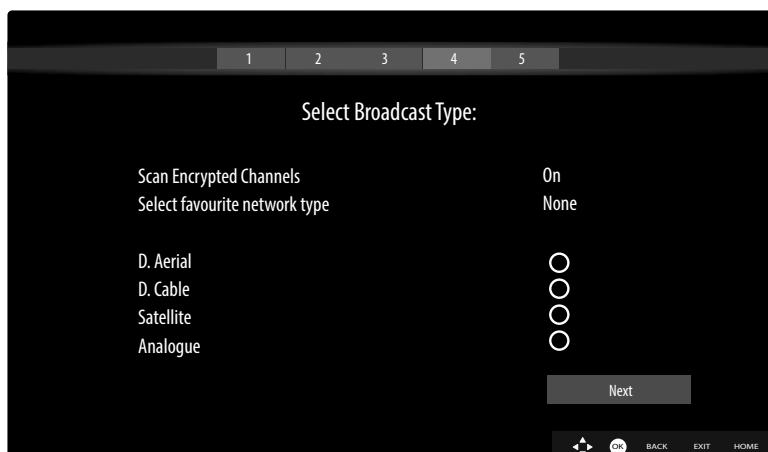 1 2 3 4 5
Select Broadcast Type:
Scan Encrypted Channels On
Select favourite network type None
D. Aerial
D. Cable
Satellite
Analogue
Next
OK BACK EXIT HOME